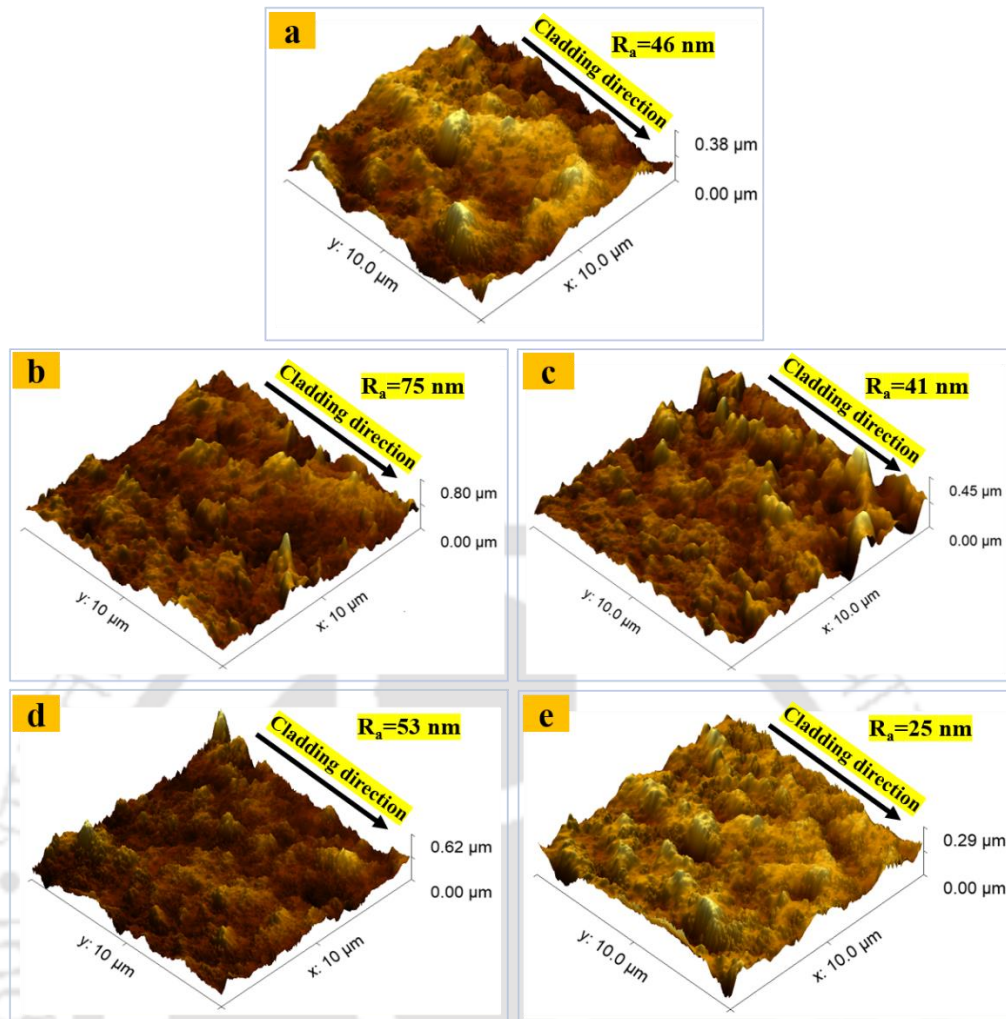 a
Cladding direction
Rₐ=46 nm
0.38 µm
0.00 µm
y: 10.0 µm
x: 10.0 µm
b
Cladding direction
Rₐ=75 nm
0.80 µm
0.00 µm
y: 10 µm
x: 10 µm
c
Cladding direction
Rₐ=41 nm
0.45 µm
0.00 µm
y: 10.0 µm
x: 10.0 µm
d
Cladding direction
Rₐ=53 nm
0.62 µm
0.00 µm
y: 10 µm
x: 10 µm
e
Cladding direction
Rₐ=25 nm
0.29 µm
0.00 µm
y: 10.0 µm
x: 10.0 µm